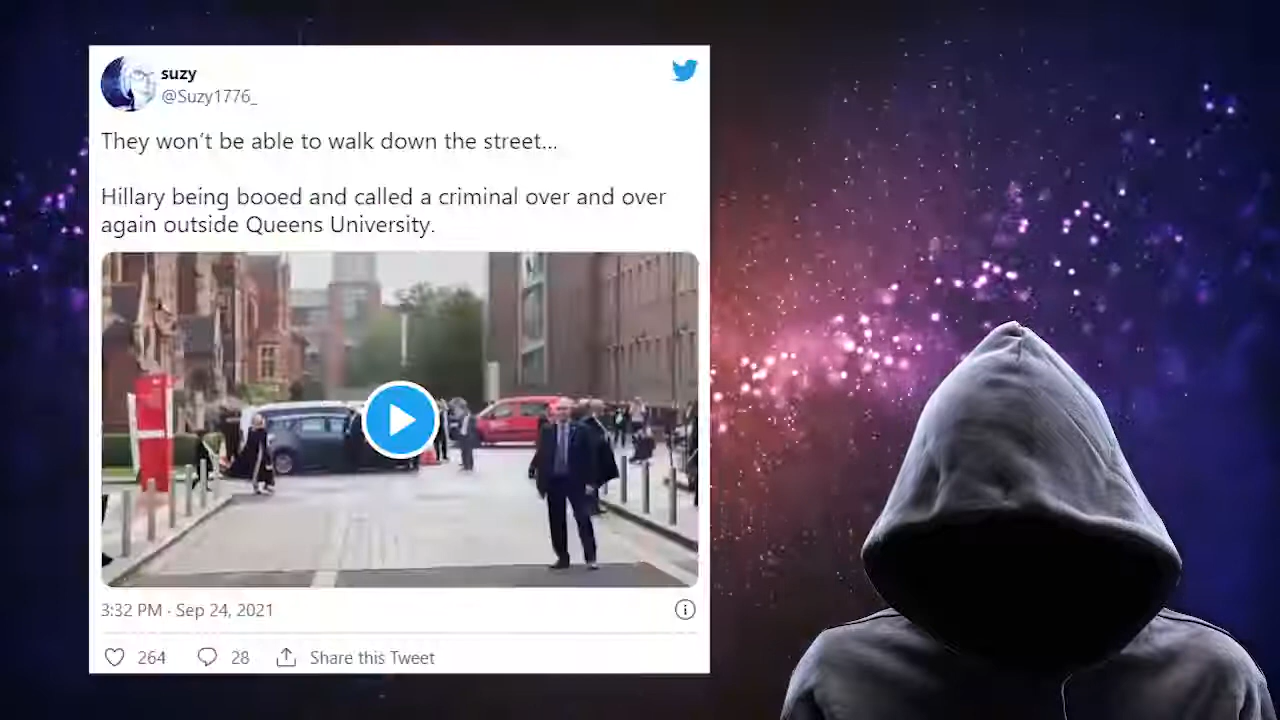 suzy
@Suzy1776_
They won't be able to walk down the street...
Hillary being booed and called a criminal over and over
again outside Queens University.
3:32 PM · Sep 24, 2021
264 28 Share this Tweet